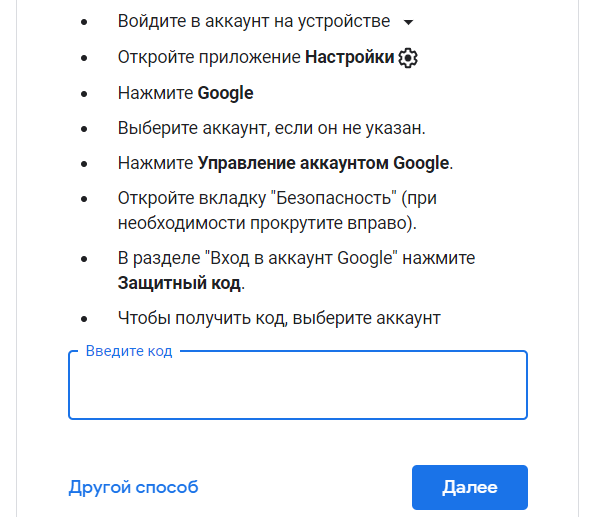 Войдите в аккаунт на устройстве
Откройте приложение Настройки
Нажмите Google
Выберите аккаунт, если он не указан.
Нажмите Управление аккаунтом Google.
Откройте вкладку "Безопасность" (при
необходимости прокрутите вправо).
В разделе "Вход в аккаунт Google" нажмите
Защитный код.
Чтобы получить код, выберите аккаунт
Введите код
Другой способ
Далее